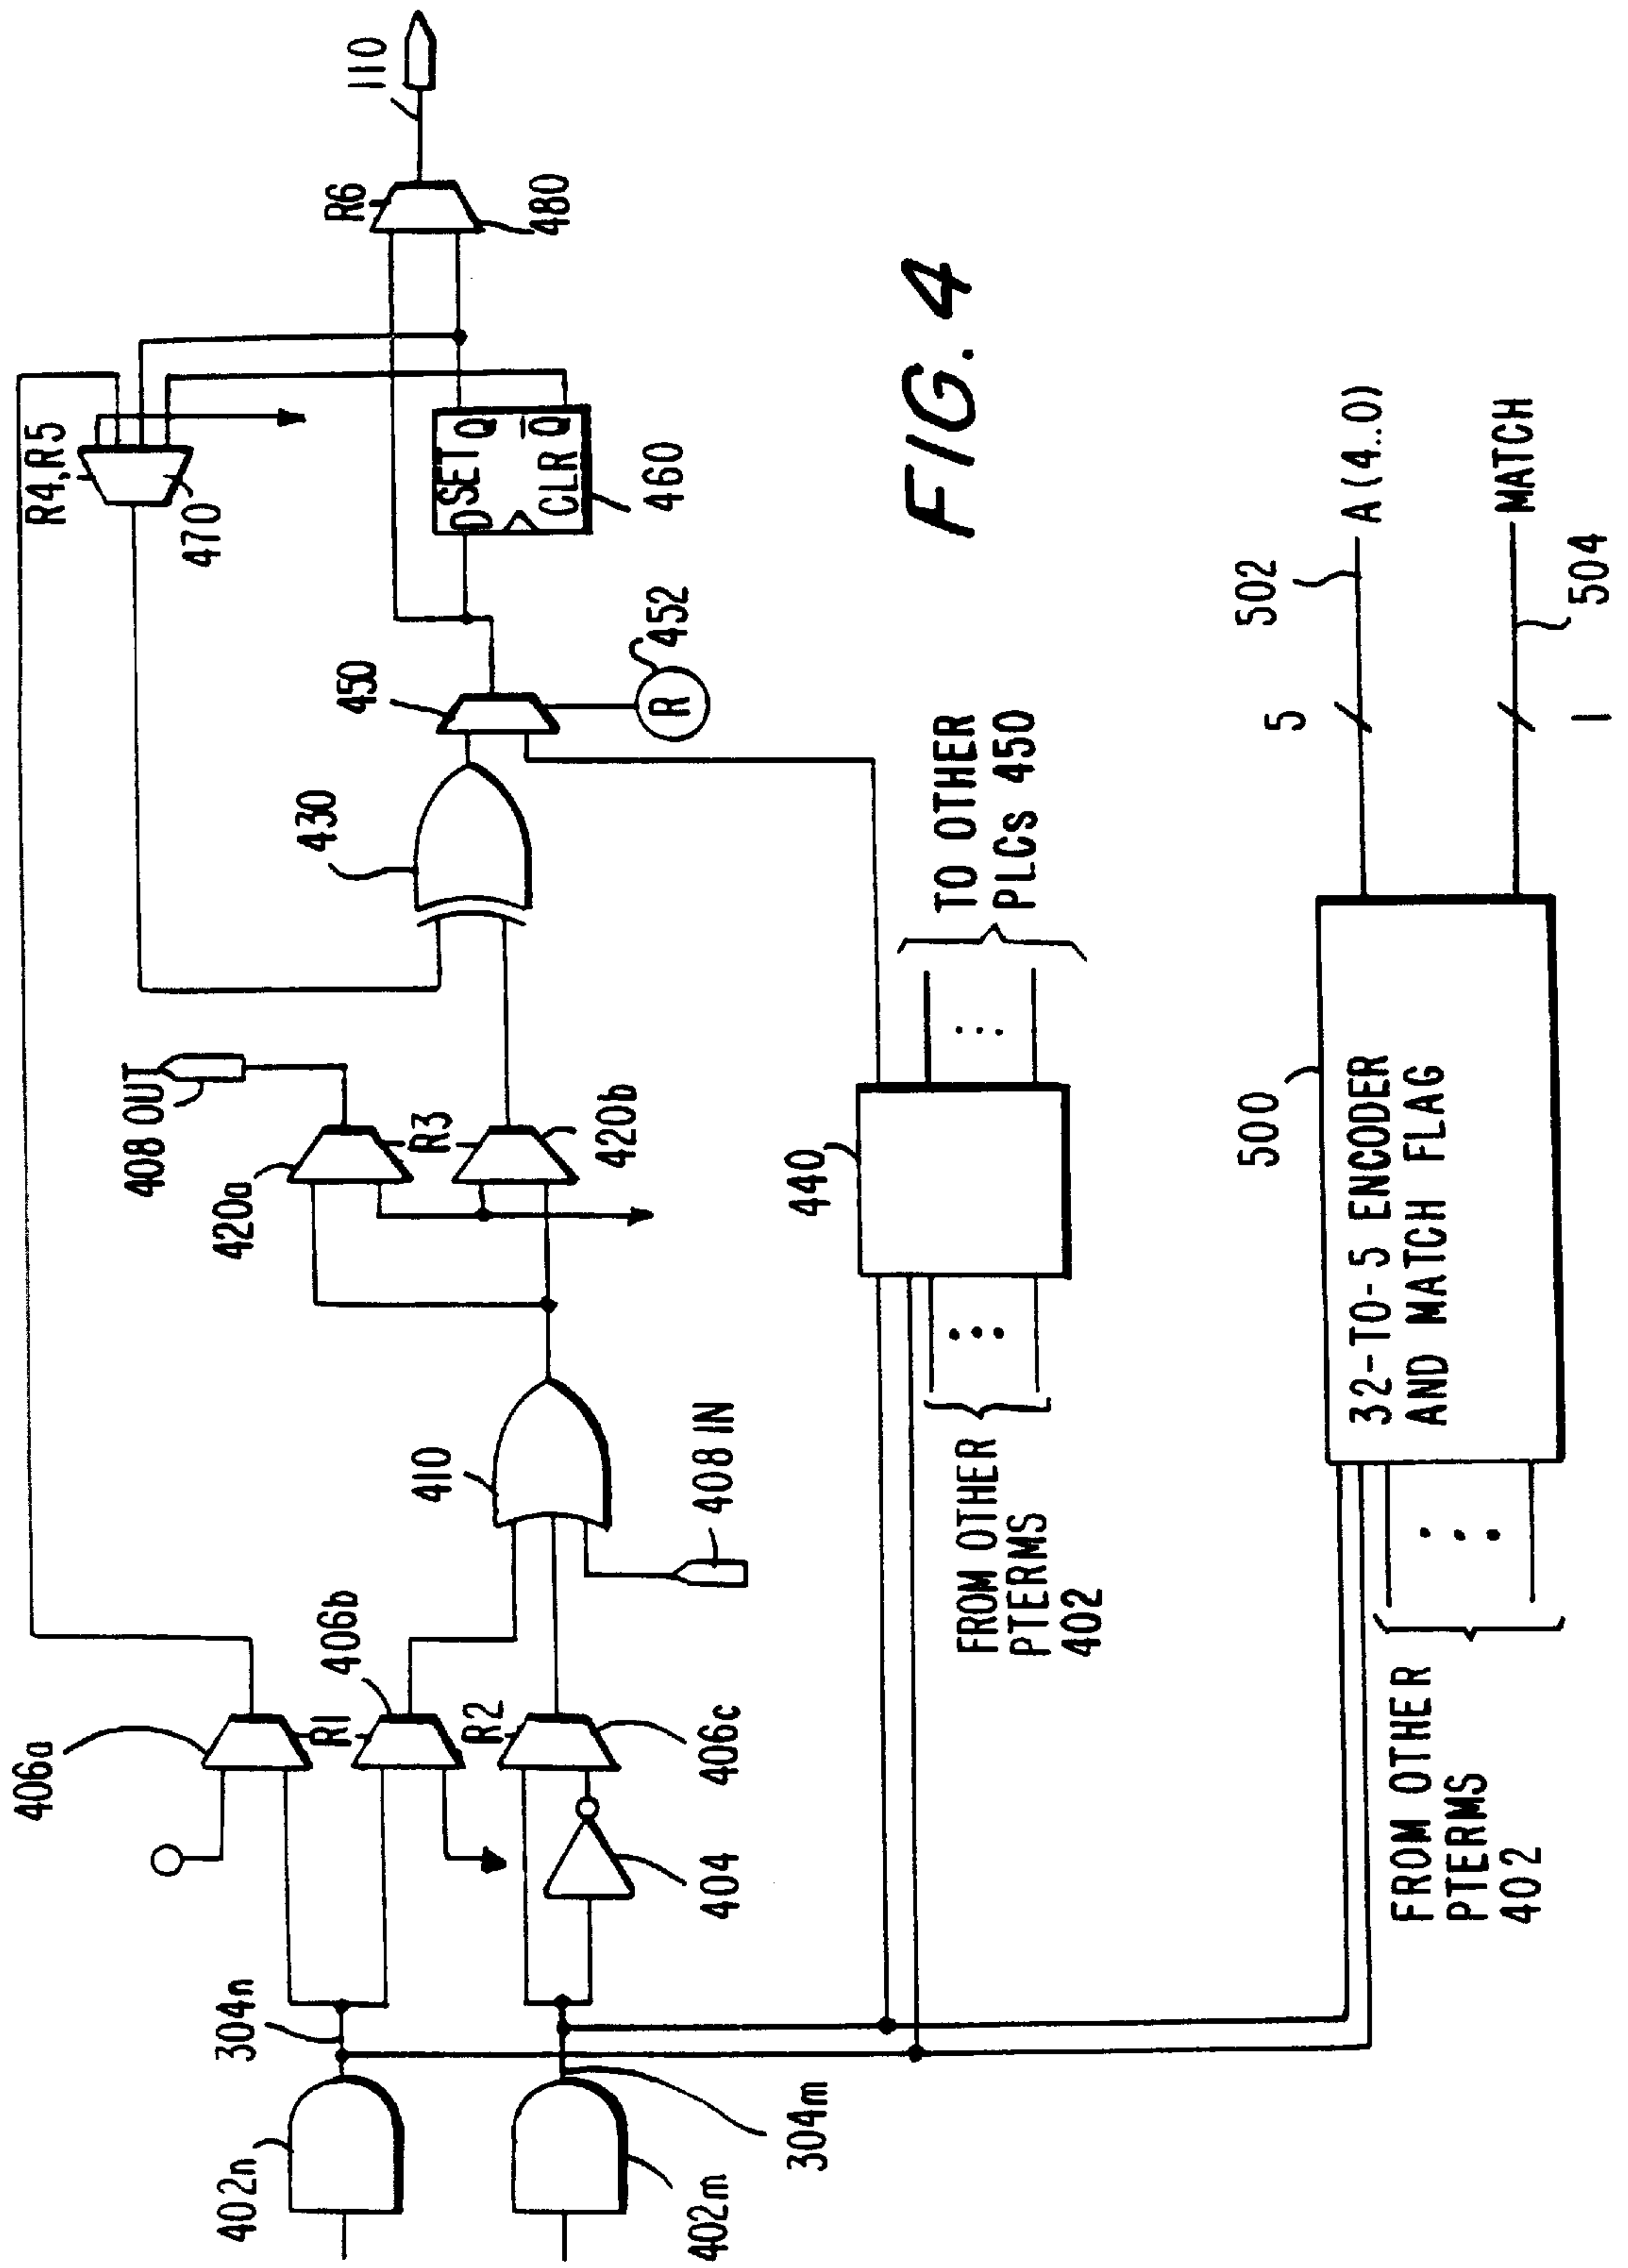 R4,R5
470
110
R6
480
D SET Q
CLR Q
460
450
R
452
430
408 OUT
420a
R3
420b
410
408 IN
406a
R1
406b
R2
406c
404
304n
402n
304m
402m
440
TO OTHER
PLCs 450
FROM OTHER
PTERMS
402
500
32-TO-5 ENCODER
AND MATCH FLAG
5
502
A(4..0)
1
504
MATCH
FROM OTHER
PTERMS
402
FIG. 4